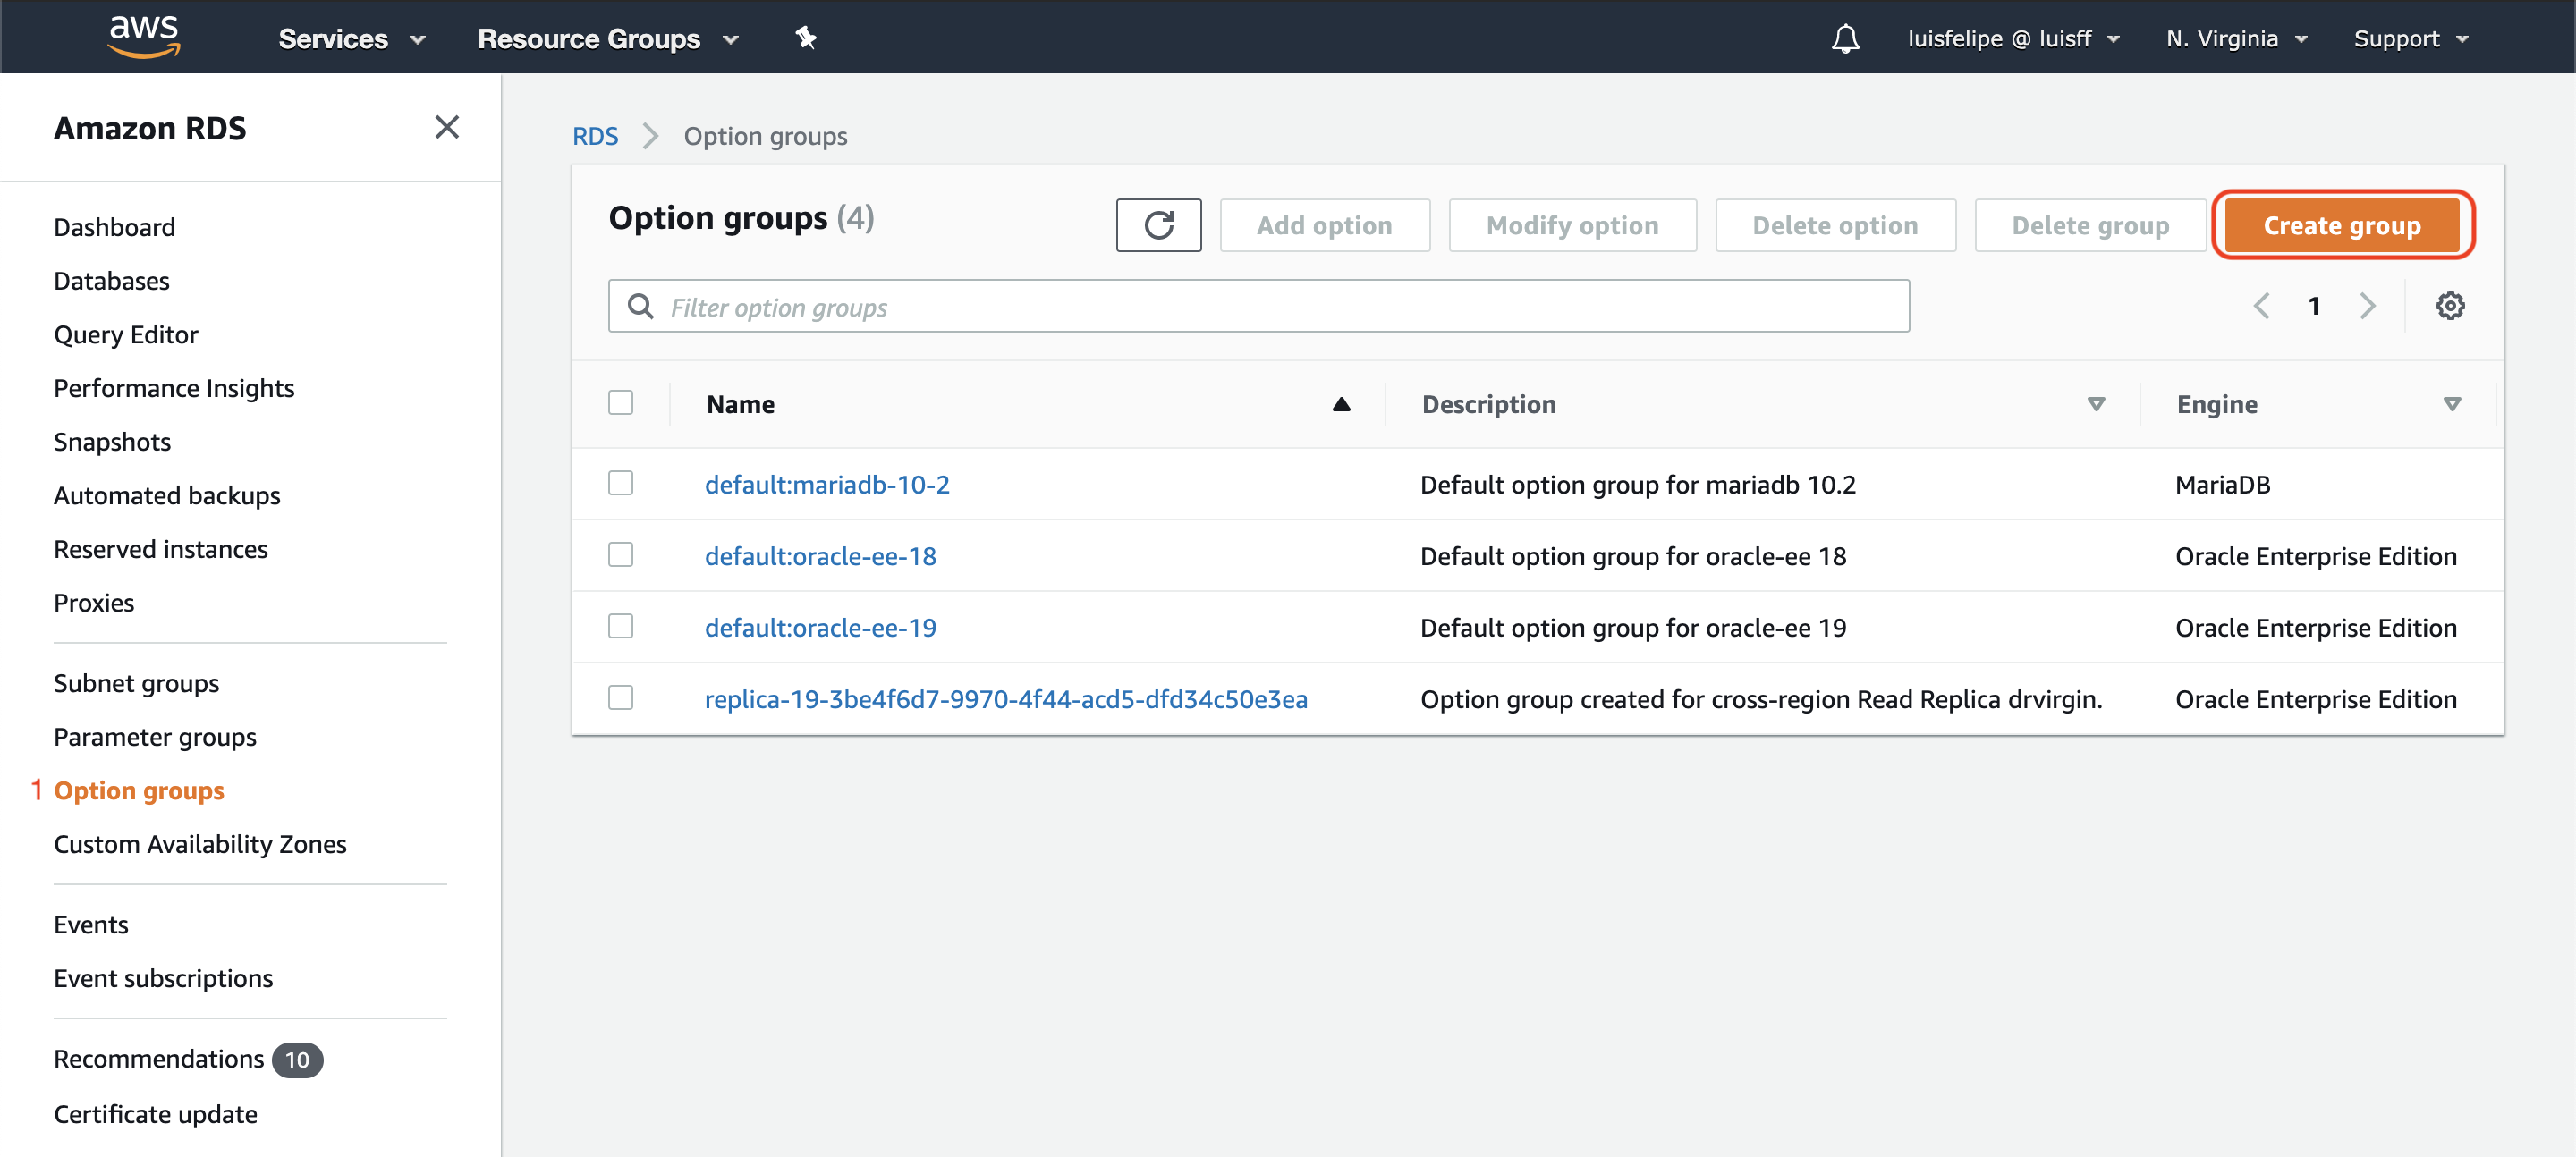 aws Services Resource Groups luisfelipe @ luisff N. Virginia Support
Amazon RDS
Dashboard
Databases
Query Editor
Performance Insights
Snapshots
Automated backups
Reserved instances
Proxies
Subnet groups
Parameter groups
1 Option groups
Custom Availability Zones
Events
Event subscriptions
Recommendations 10
Certificate update
RDS Option groups
Option groups (4) Add option Modify option Delete option Delete group Create group
Filter option groups 1
Name Description Engine
default:mariadb-10-2 Default option group for mariadb 10.2 MariaDB
default:oracle-ee-18 Default option group for oracle-ee 18 Oracle Enterprise Edition
default:oracle-ee-19 Default option group for oracle-ee 19 Oracle Enterprise Edition
replica-19-3be4f6d7-9970-4f44-acd5-dfd34c50e3ea Option group created for cross-region Read Replica drvirgin. Oracle Enterprise Edition